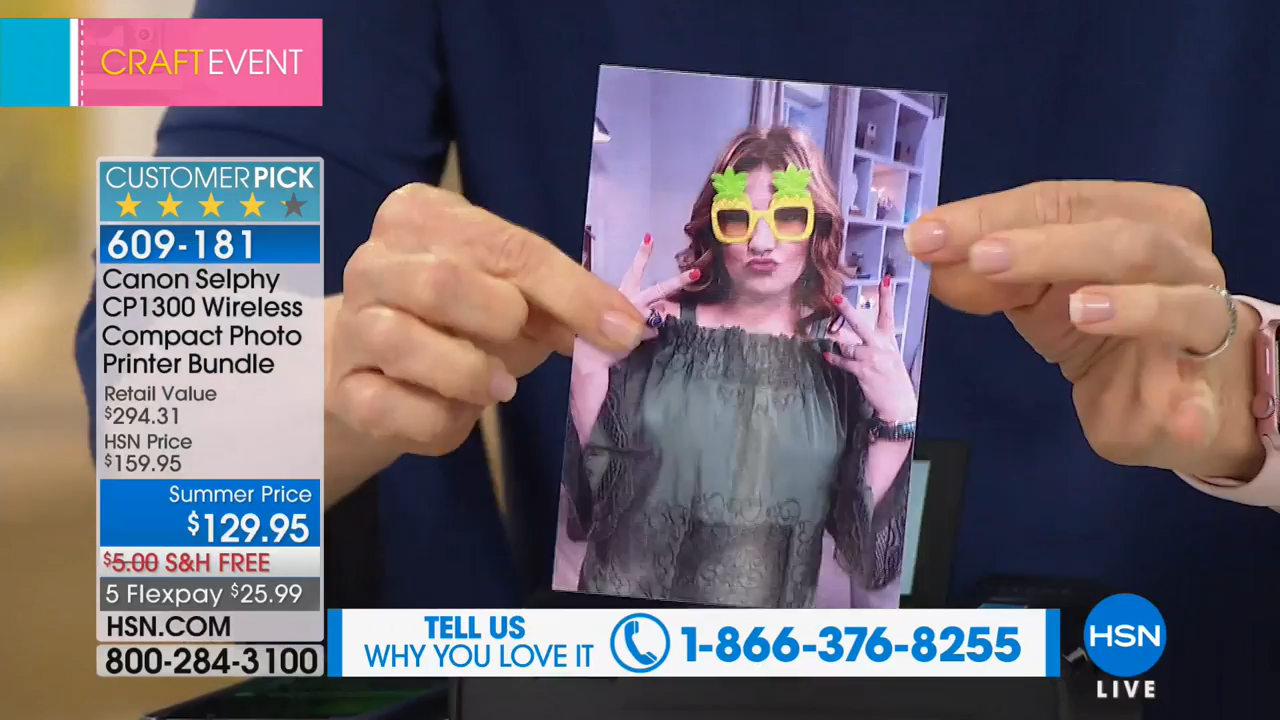 CRAFT EVENT
CUSTOMER PICK
609-181
Canon Selphy
CP1300 Wireless
Compact Photo
Printer Bundle
Retail Value
$294.31
HSN Price
$159.95
Summer Price
$129.95
$5.00 S&H FREE
5 Flexpay $25.99
HSN.COM
800-284-3100
TELL US
WHY YOU LOVE IT
1-866-376-8255
HSN
LIVE